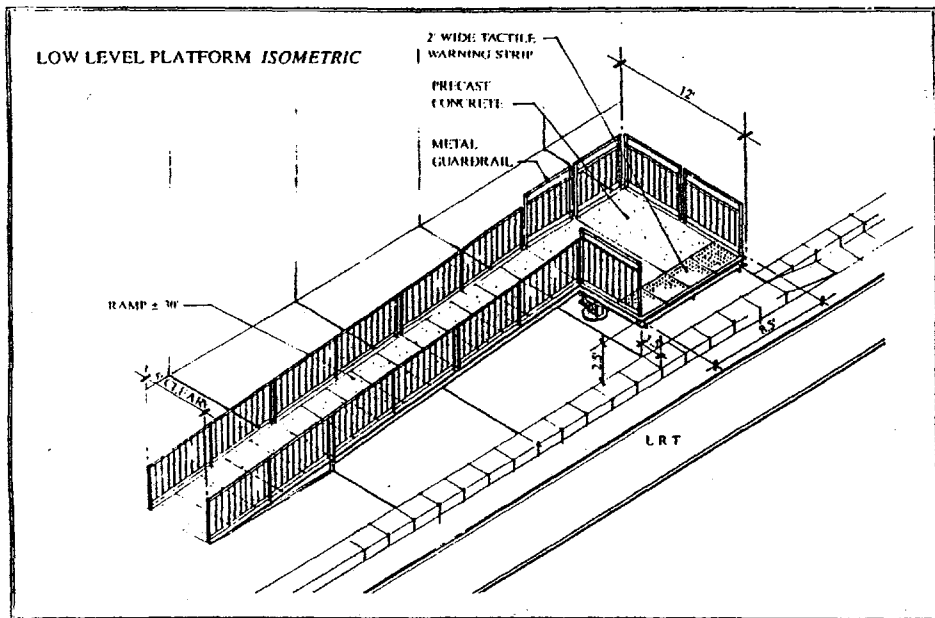 LOW LEVEL PLATFORM ISOMETRIC
2' WIDE TACTILE
WARNING STRIP
PRECAST
CONCRETE
METAL
GUARDRAIL
12'
RAMP ± 30'
5' CLEAR
2.5'
8.5'
LRT